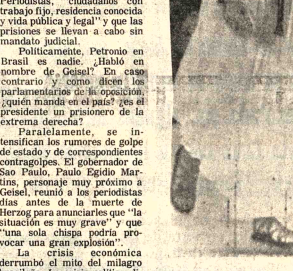 Periodistas, ciudadanos con
trabajo fijo, residencia conocida
y vida pública y legal" y que las
prisiones se llevan a cabo sin
mandato judicial.
Políticamente, Petronio en
Brasil es nadie. ¿Habló en
nombre de Geisel? En caso
contrario y como dicen los
parlamentarios de la oposición,
¿quién manda en el país? ¿es el
presidente un prisionero de la
extrema derecha?
Paralelamente, se in-
tensifican los rumores de golpe
de estado y de correspondientes
contragolpes. El gobernador de
Sao Paulo, Paulo Egidio Mar-
tins, personaje muy próximo a
Geisel, reunió a los periodistas
días antes de la muerte de
Herzog para anunciarles que "la
situación es muy grave" y que
"una sola chispa podría pro-
vocar una gran explosión".
La crisis económica
derrumbó el mito del milagro